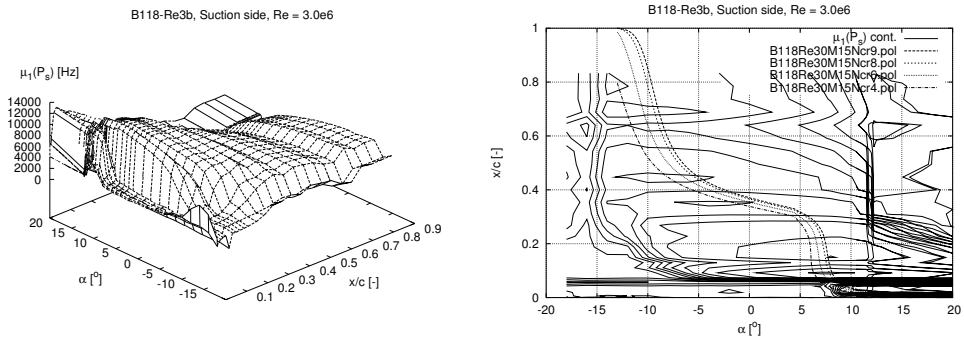 B118-Re3b, Suction side, Re = 3.0e6
μ1(Ps) [Hz]
14000
12000
10000
8000
6000
4000
2000
0
20
15
10
5
0
-5
-10
-15
α [°]
0.1
0.2
0.3
0.4
0.5
0.6
0.7
0.8
0.9
x/c [-]
B118-Re3b, Suction side, Re = 3.0e6
μ1(Ps) cont.
B118Re30M15Ncr9.pol
B118Re30M15Ncr8.pol
B118Re30M15Ncr6.pol
B118Re30M15Ncr4.pol
1
0.8
0.6
0.4
0.2
0
x/c [-]
-20 -15 -10 -5 0 5 10 15 20
α [°]